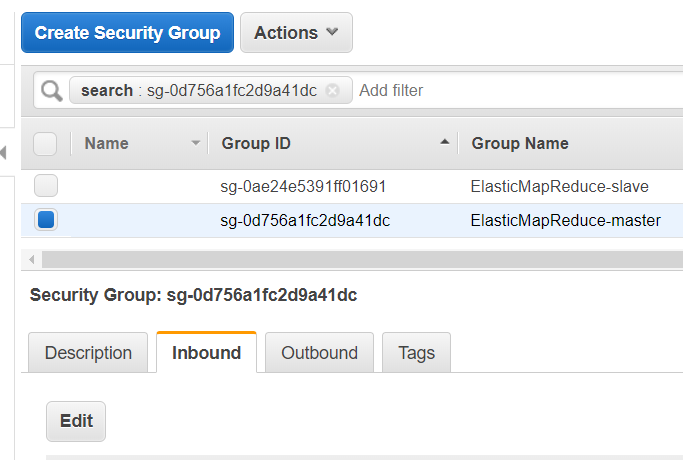 Create Security Group Actions
search : sg-0d756a1fc2d9a41dc Add filter
Name Group ID Group Name
sg-0ae24e5391ff01691 ElasticMapReduce-slave
sg-0d756a1fc2d9a41dc ElasticMapReduce-master
Security Group: sg-0d756a1fc2d9a41dc
Description Inbound Outbound Tags
Edit